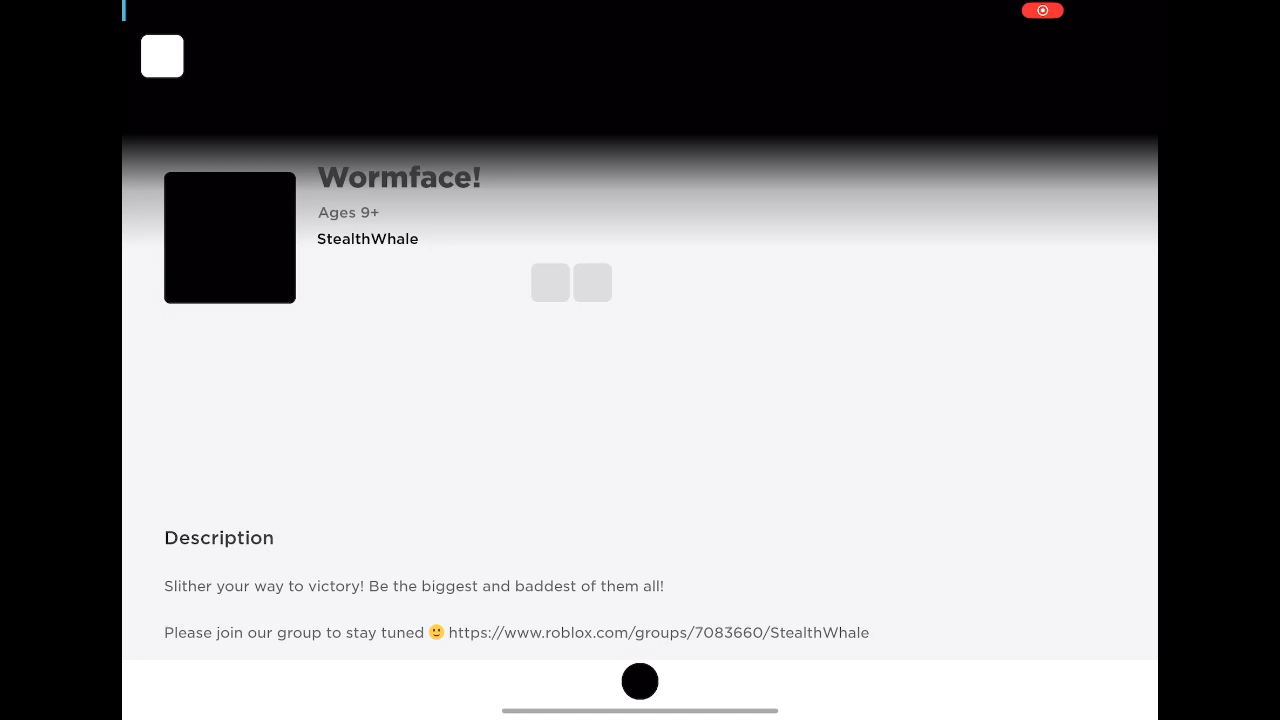 Wormface!
Ages 9+
StealthWhale
Description
Slither your way to victory! Be the biggest and baddest of them all!
Please join our group to stay tuned 🙂 https://www.roblox.com/groups/7083660/StealthWhale